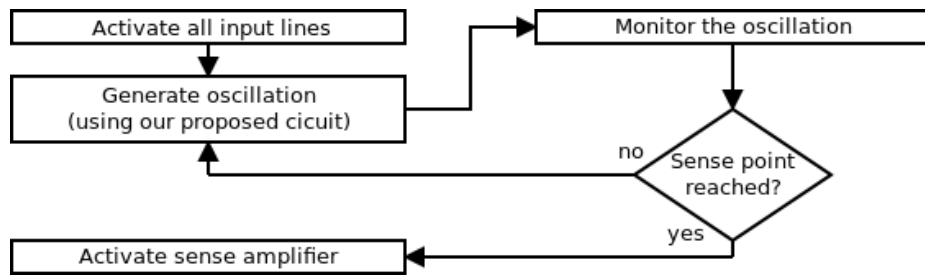 Activate all input lines
Generate oscillation
(using our proposed cicuit)
Monitor the oscillation
Sense point
reached?
no
yes
Activate sense amplifier